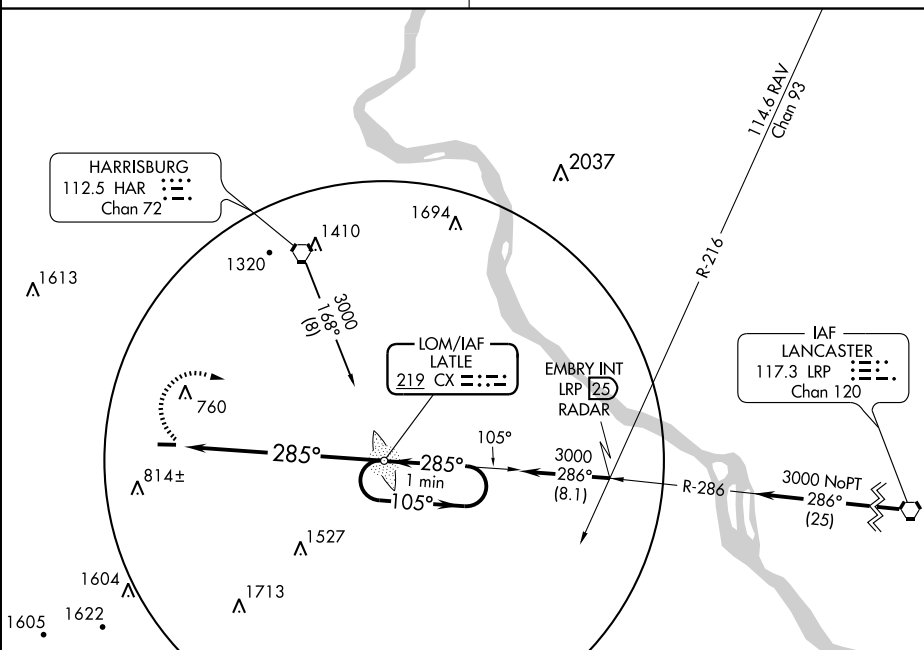 114.6 RAV
Chan 93
HARRISBURG
112.5 HAR
Chan 72
2037
1694
1410
1320
R-216
1613
3000
168°
(8)
LOM/IAF
LATLE
219 CX
EMBRY INT
LRP 25
RADAR
IAF
LANCASTER
117.3 LRP
Chan 120
760
105°
285°
285°
1 min
105°
3000
286°
(8.1)
R-286
3000 NoPT
286°
(25)
814±
1527
1604
1713
1605
1622